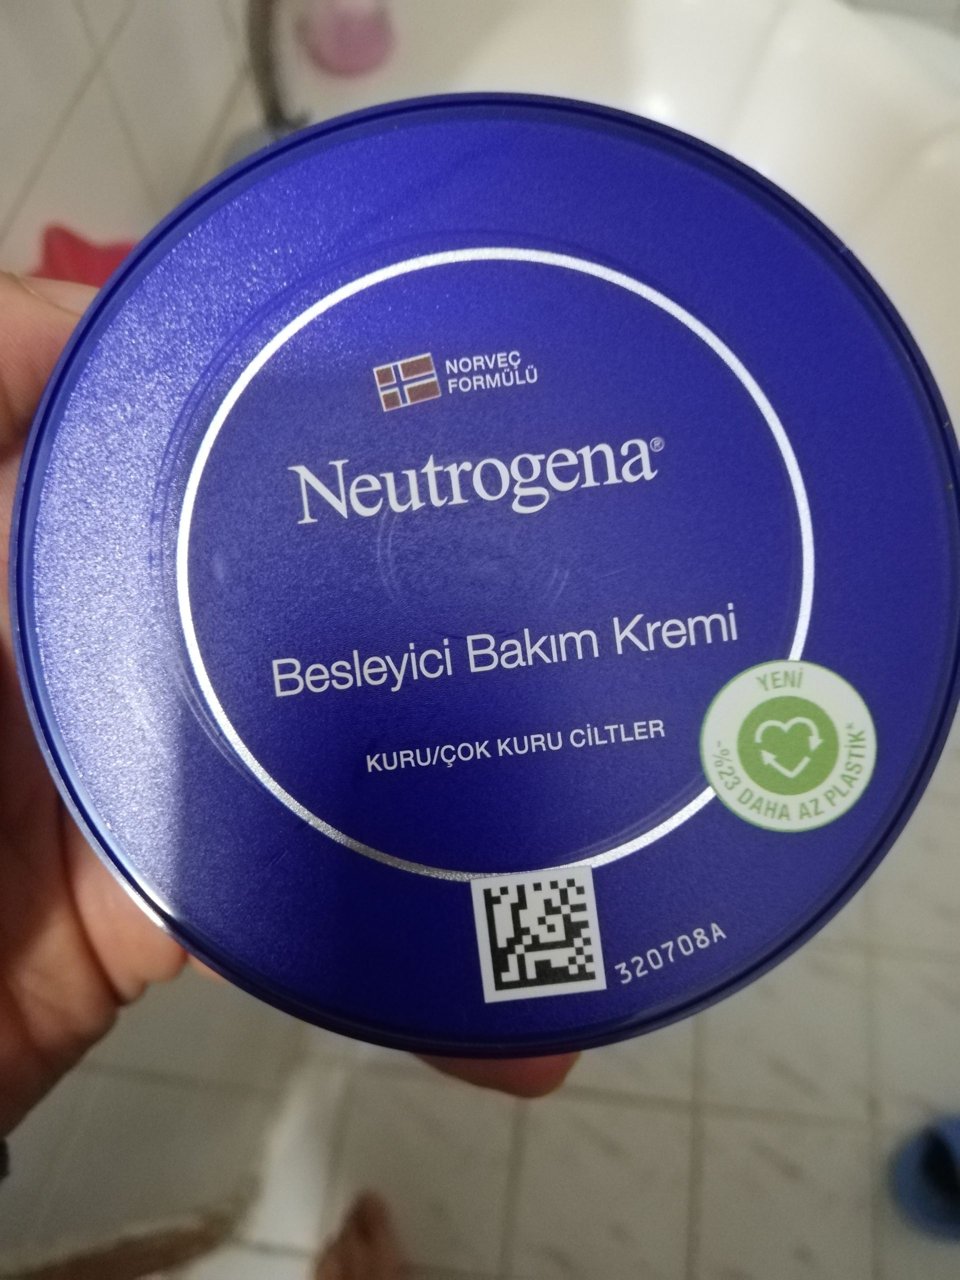 NORVEÇ
FORMÜLÜ
Neutrogena®
Besleyici Bakım Kremi
KURU/ÇOK KURU CİLTLER
YENİ
-%23 DAHA AZ PLASTİK*
320708A